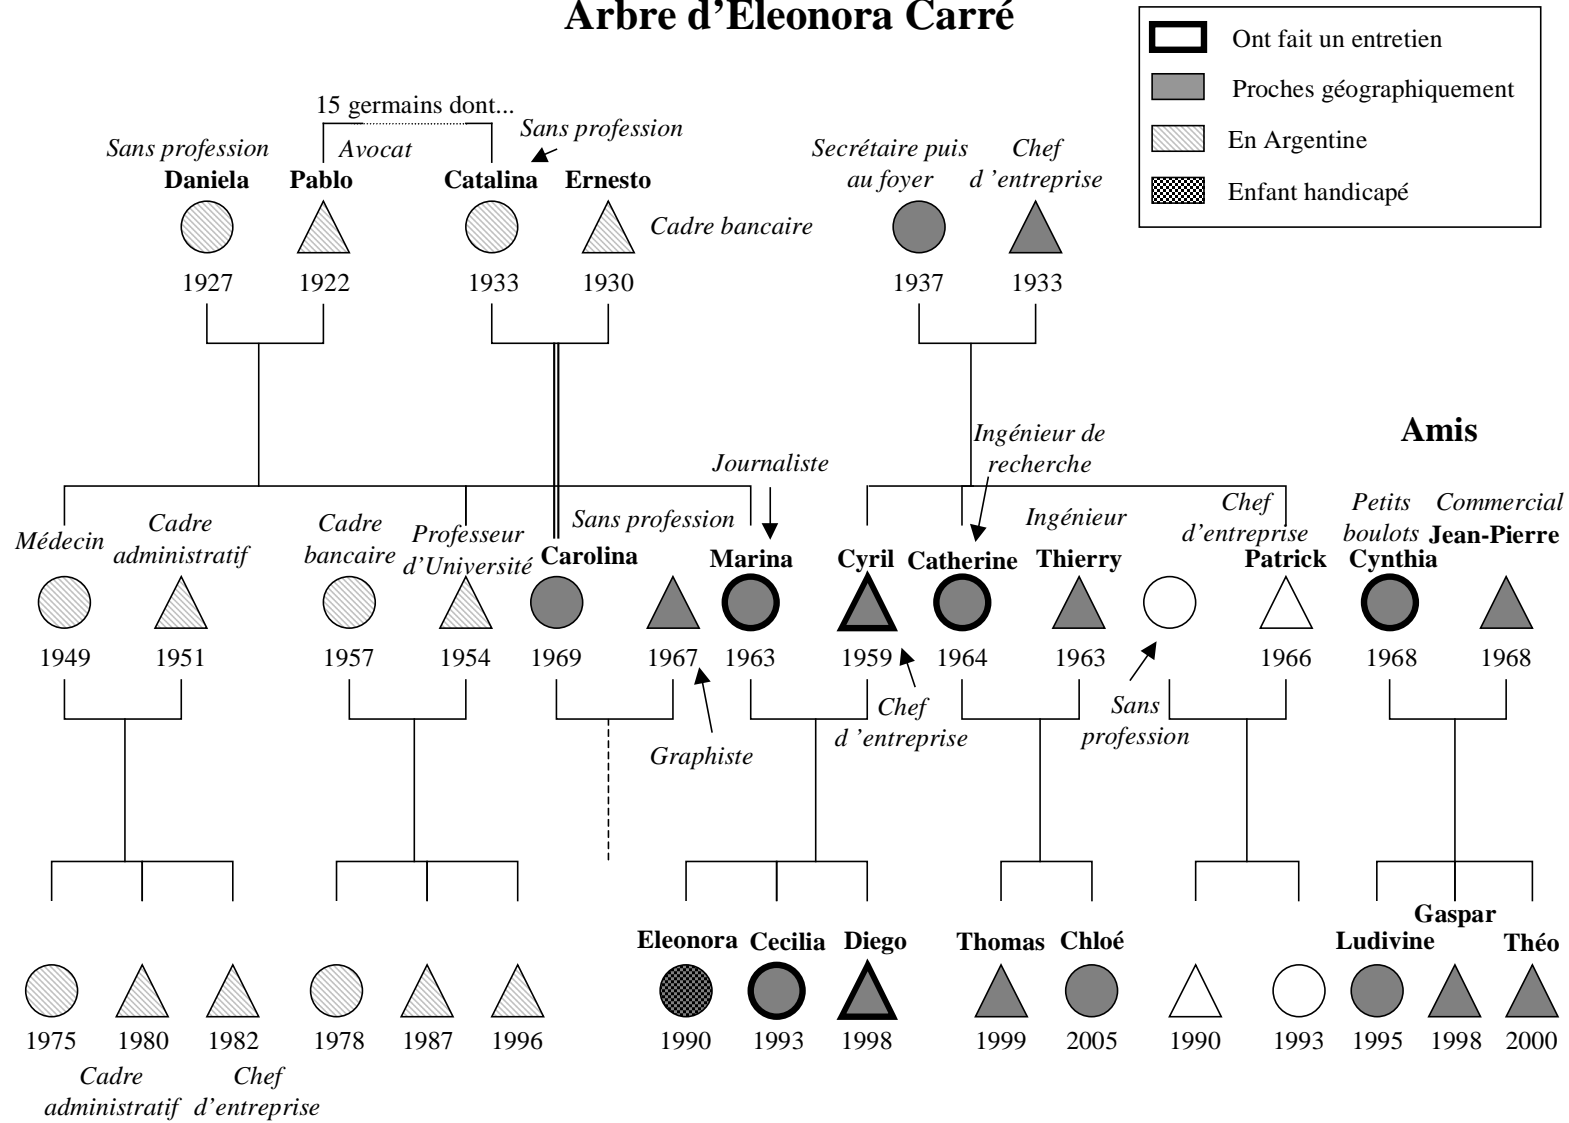 Arbre d'Eleonora Carré
Ont fait un entretien
Proches géographiquement
En Argentine
Enfant handicapé
15 germains dont...
Sans profession
Avocat
Sans profession
Secrétaire puis
au foyer
Chef
d 'entreprise
Daniela
Pablo
Catalina
Ernesto
Cadre bancaire
1927
1922
1933
1930
1937
1933
Amis
Ingénieur de
recherche
Journaliste
Médecin
Cadre
administratif
Cadre
bancaire
Professeur
d'Université
Sans profession
Ingénieur
Chef
d'entreprise
Petits
boulots
Commercial
Jean-Pierre
Carolina
Marina
Cyril
Catherine
Thierry
Patrick
Cynthia
1949
1951
1957
1954
1969
1967
1963
1959
1964
1963
1966
1968
1968
Graphiste
Chef
d 'entreprise
Sans
profession
Eleonora
Cecilia
Diego
Thomas
Chloé
Ludivine
Gaspar
Théo
1975
1980
1982
1978
1987
1996
1990
1993
1998
1999
2005
1990
1993
1995
1998
2000
Cadre
administratif
Chef
d'entreprise